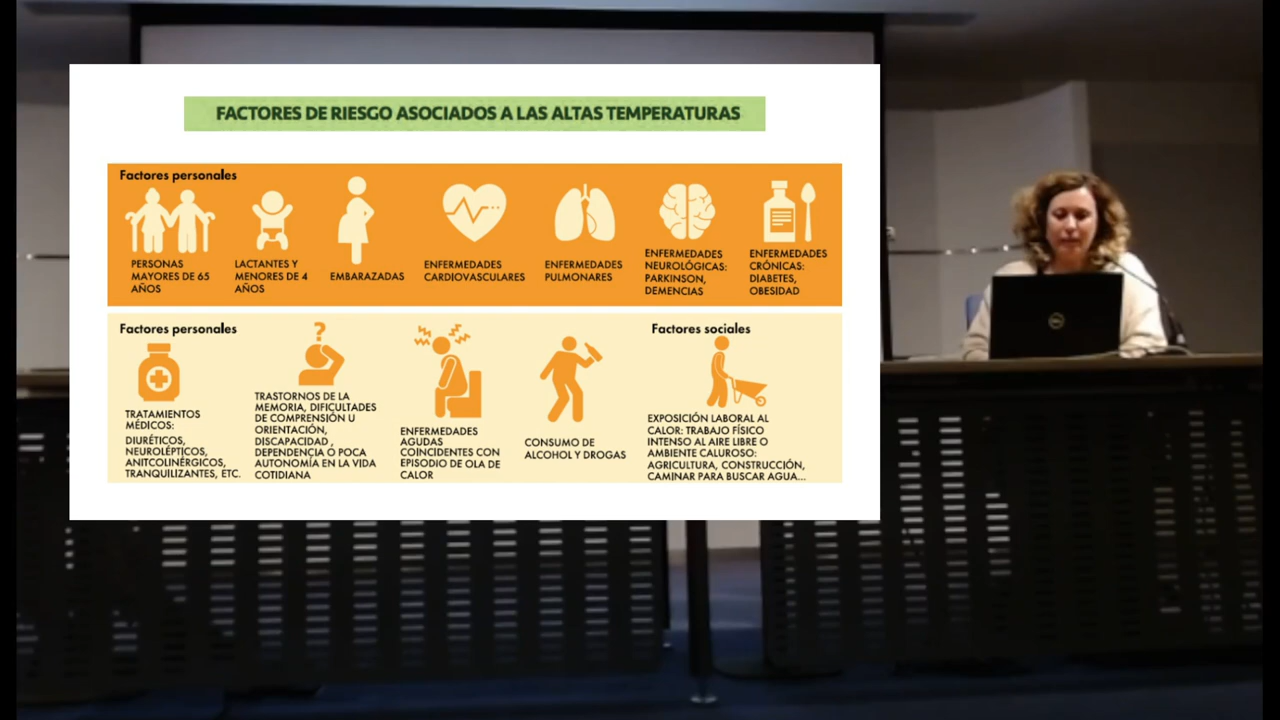 FACTORES DE RIESGO ASOCIADOS A LAS ALTAS TEMPERATURAS
Factores personales
PERSONAS
MAYORES DE 65
AÑOS
LACTANTES Y
MENORES DE 4
AÑOS
EMBARAZADAS
ENFERMEDADES
CARDIOVASCULARES
ENFERMEDADES
PULMONARES
ENFERMEDADES
NEUROLÓGICAS:
PARKINSON,
DEMENCIAS
ENFERMEDADES
CRÓNICAS:
DIABETES,
OBESIDAD
Factores personales
TRATAMIENTOS
MÉDICOS:
DIURÉTICOS,
NEUROLÉPTICOS,
ANITCOLINÉRGICOS,
TRANQUILIZANTES, ETC.
?
TRASTORNOS DE LA
MEMORIA, DIFICULTADES
DE COMPRENSIÓN U
ORIENTACIÓN,
DISCAPACIDAD ,
DEPENDENCIA O POCA
AUTONOMÍA EN LA VIDA
COTIDIANA
ENFERMEDADES
AGUDAS
COINCIDENTES CON
EPISODIO DE OLA DE
CALOR
CONSUMO DE
ALCOHOL Y DROGAS
Factores sociales
EXPOSICIÓN LABORAL AL
CALOR: TRABAJO FÍSICO
INTENSO AL AIRE LIBRE O
AMBIENTE CALUROSO:
AGRICULTURA, CONSTRUCCIÓN,
CAMINAR PARA BUSCAR AGUA...
DELL